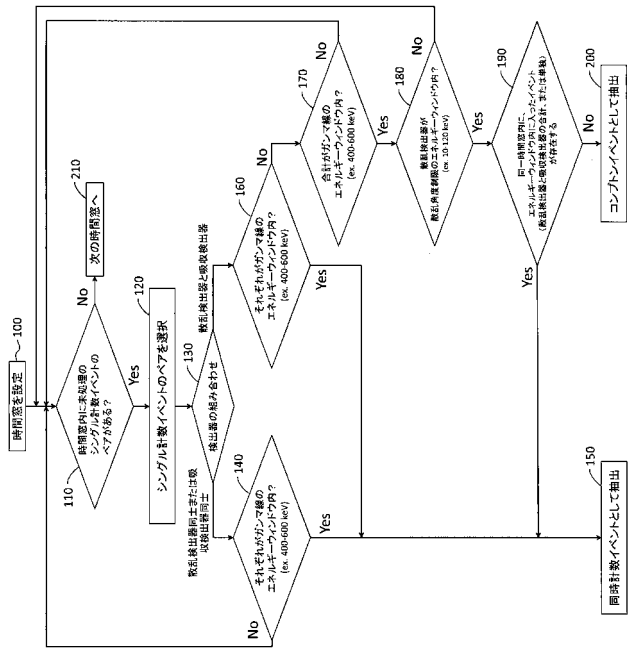 時間窓を設定
100
時間窓内に未処理の
シングル計数イベントの
ペアがある?
110
No
次の時間窓へ
210
Yes
シングル計数イベントのペアを選択
120
検出器の組み合わせ
130
散乱検出器同士または吸
収検出器同士
散乱検出器と吸収検出器
それぞれがガンマ線の
エネルギーウィンドウ内?
(ex. 400-600 keV)
140
No
Yes
それぞれがガンマ線の
エネルギーウィンドウ内?
(ex. 400-600 keV)
160
No
Yes
合計がガンマ線の
エネルギーウィンドウ内?
(ex. 400-600 keV)
170
No
Yes
散乱検出器が
散乱角度制限のエネルギーウィンドウ内?
(ex. 10-120 keV)
180
No
Yes
同一時間窓内に、
エネルギーウィンドウ内に入ったイベント
(散乱検出器と吸収検出器の合計、または単独)
が存在する
190
Yes
No
同時計数イベントとして抽出
150
コンプトンイベントとして抽出
200